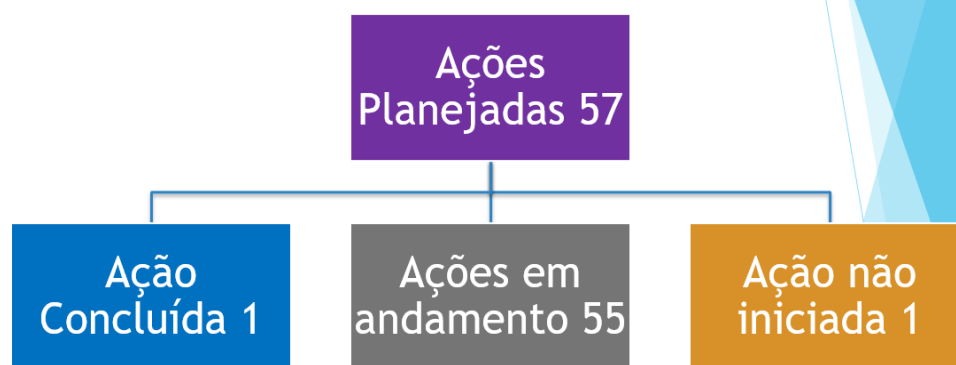 Ações
Planejadas 57
Ação
Concluída 1
Ações em
andamento 55
Ação não
iniciada 1